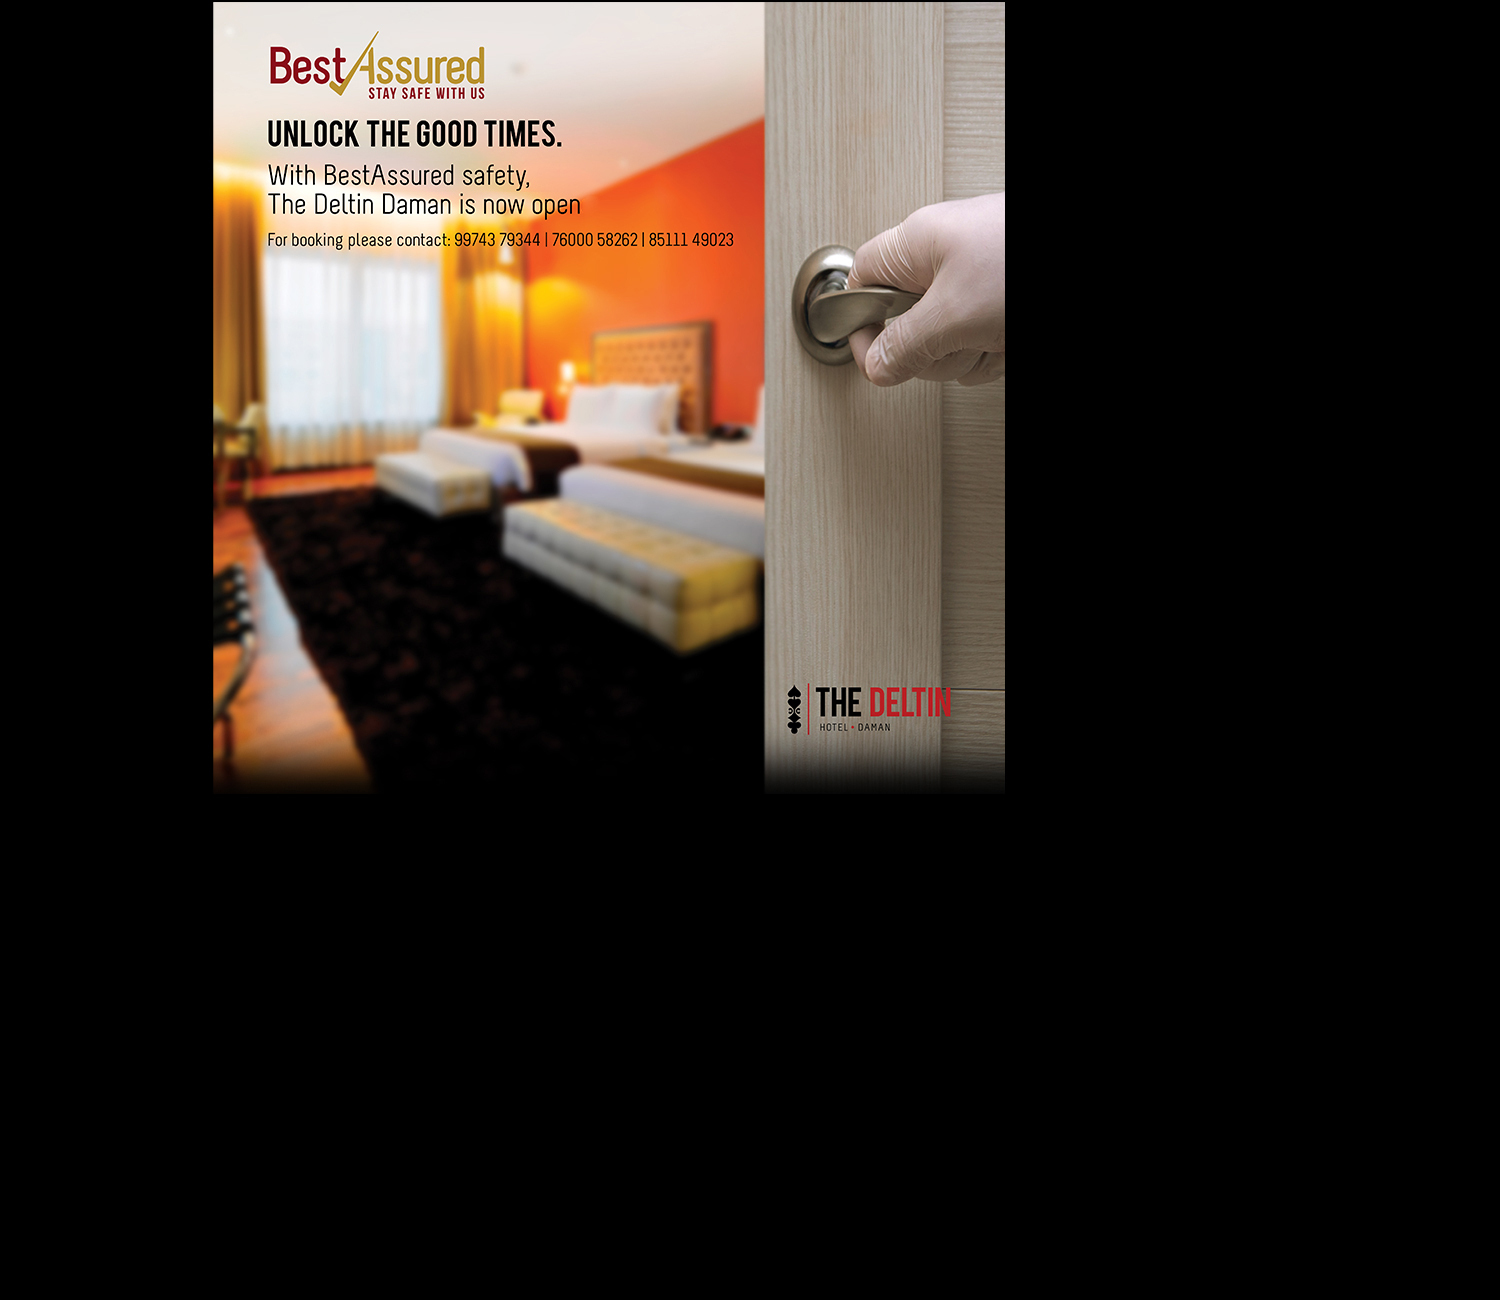 BestAssured
STAY SAFE WITH US
UNLOCK THE GOOD TIMES.
With BestAssured safety,
The Deltin Daman is now open
For booking please contact: 99743 79344 | 76000 58262 | 85111 49023
THE DELTIN
HOTEL • DAMAN